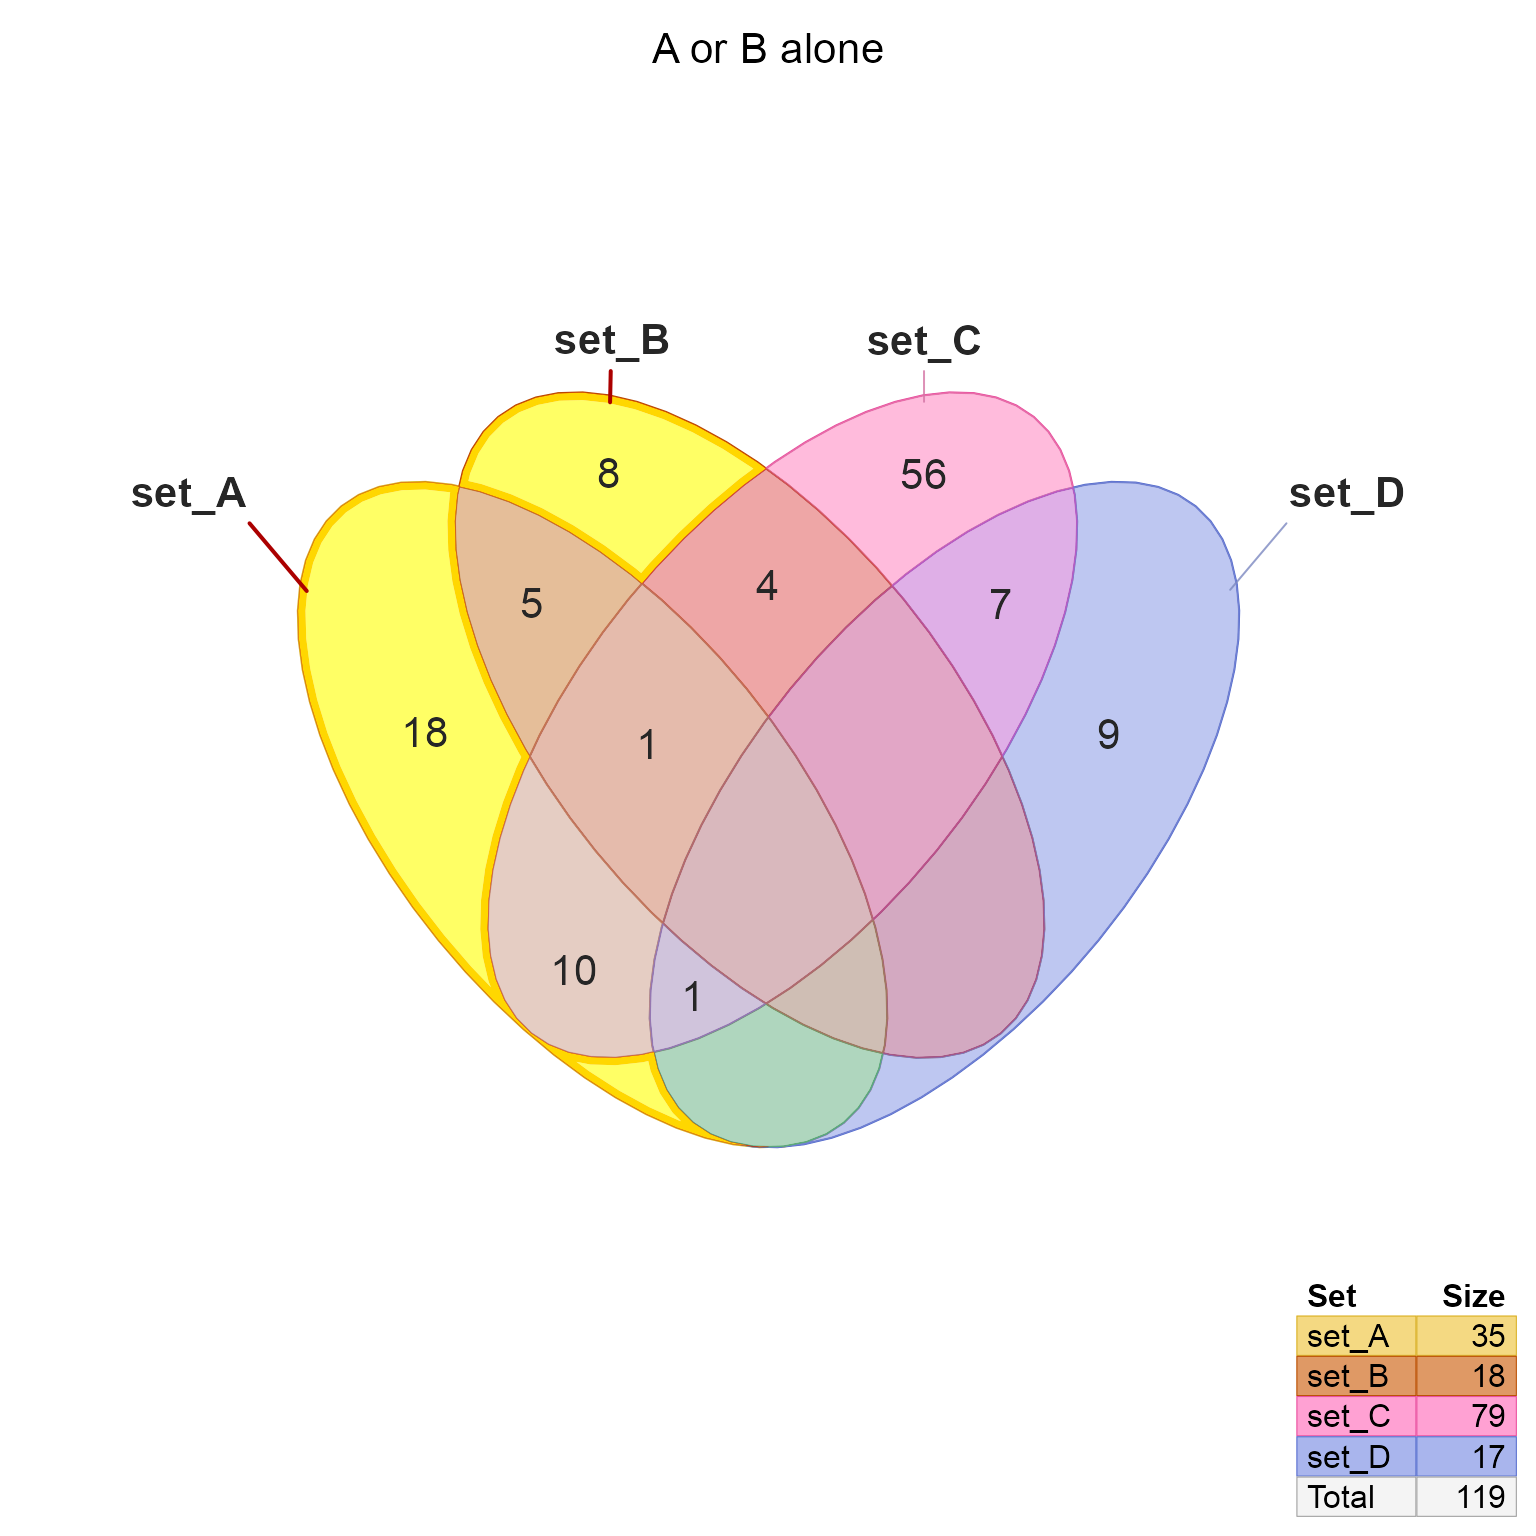 A or B alone
set_B
set_C
set_A
set_D
8
56
5
4
7
18
1
9
10
1
Set Size
set_A 35
set_B 18
set_C 79
set_D 17
Total 119